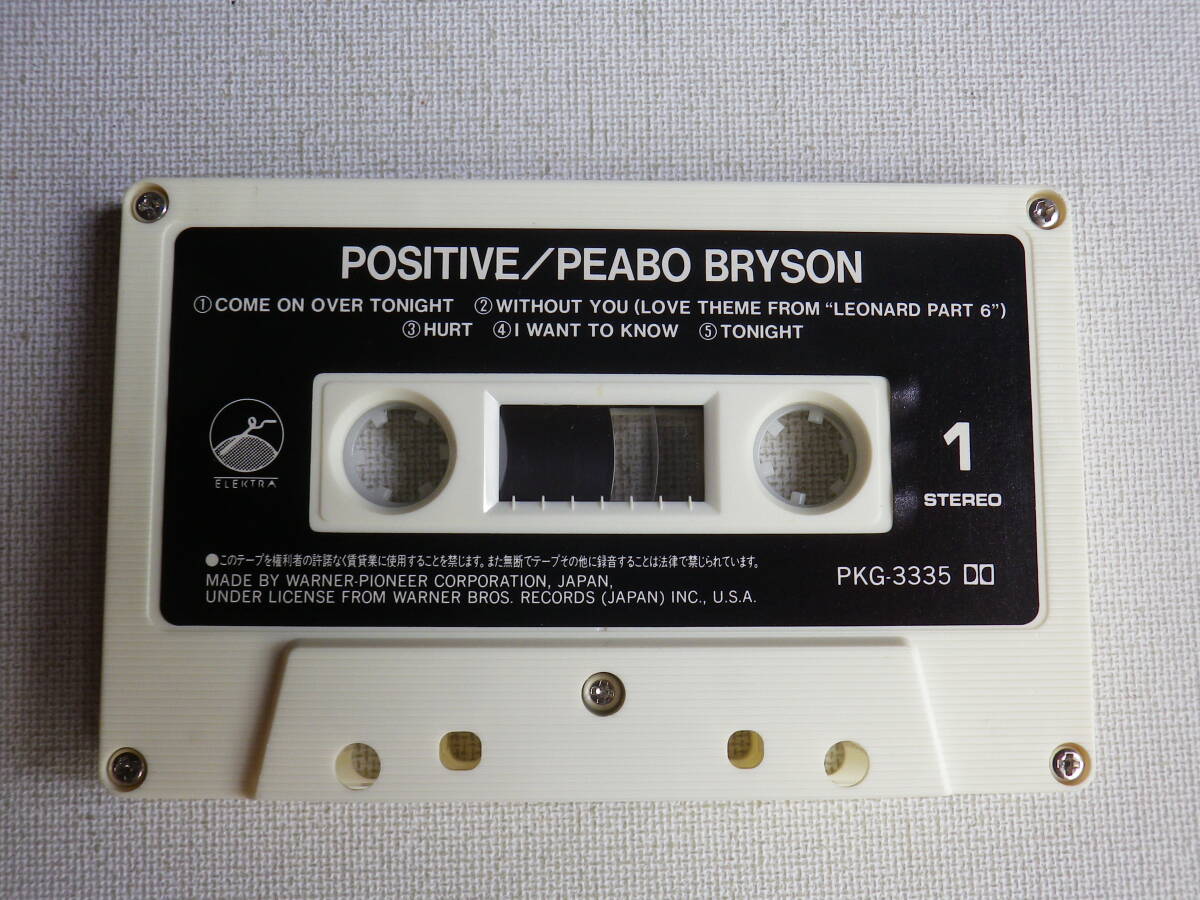 POSITIVE/PEABO BRYSON
①COME ON OVER TONIGHT ②WITHOUT YOU (LOVE THEME FROM “LEONARD PART 6”)
③HURT ④I WANT TO KNOW ⑤TONIGHT
ELEKTRA
1
STEREO
●このテープを権利者の許諾なく賃貸業に使用することを禁じます。また無断でテープその他に録音することは法律で禁じられています。
MADE BY WARNER-PIONEER CORPORATION, JAPAN,
UNDER LICENSE FROM WARNER BROS. RECORDS (JAPAN) INC., U.S.A.
PKG-3335